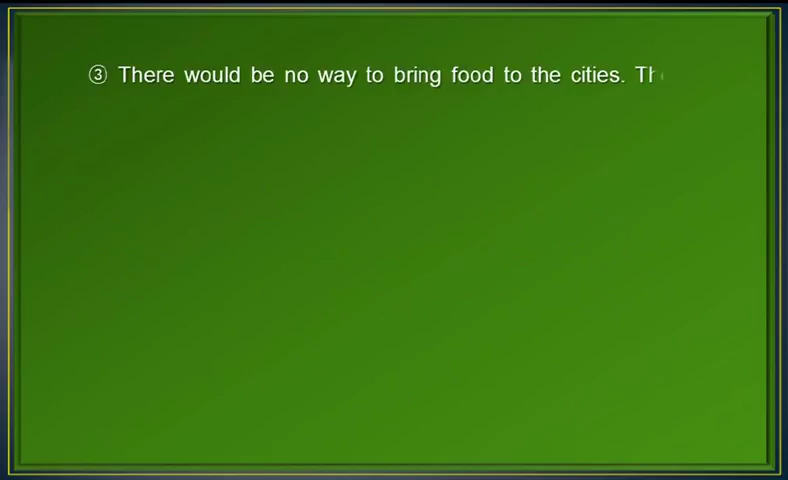 ③ There would be no way to bring food to the cities.